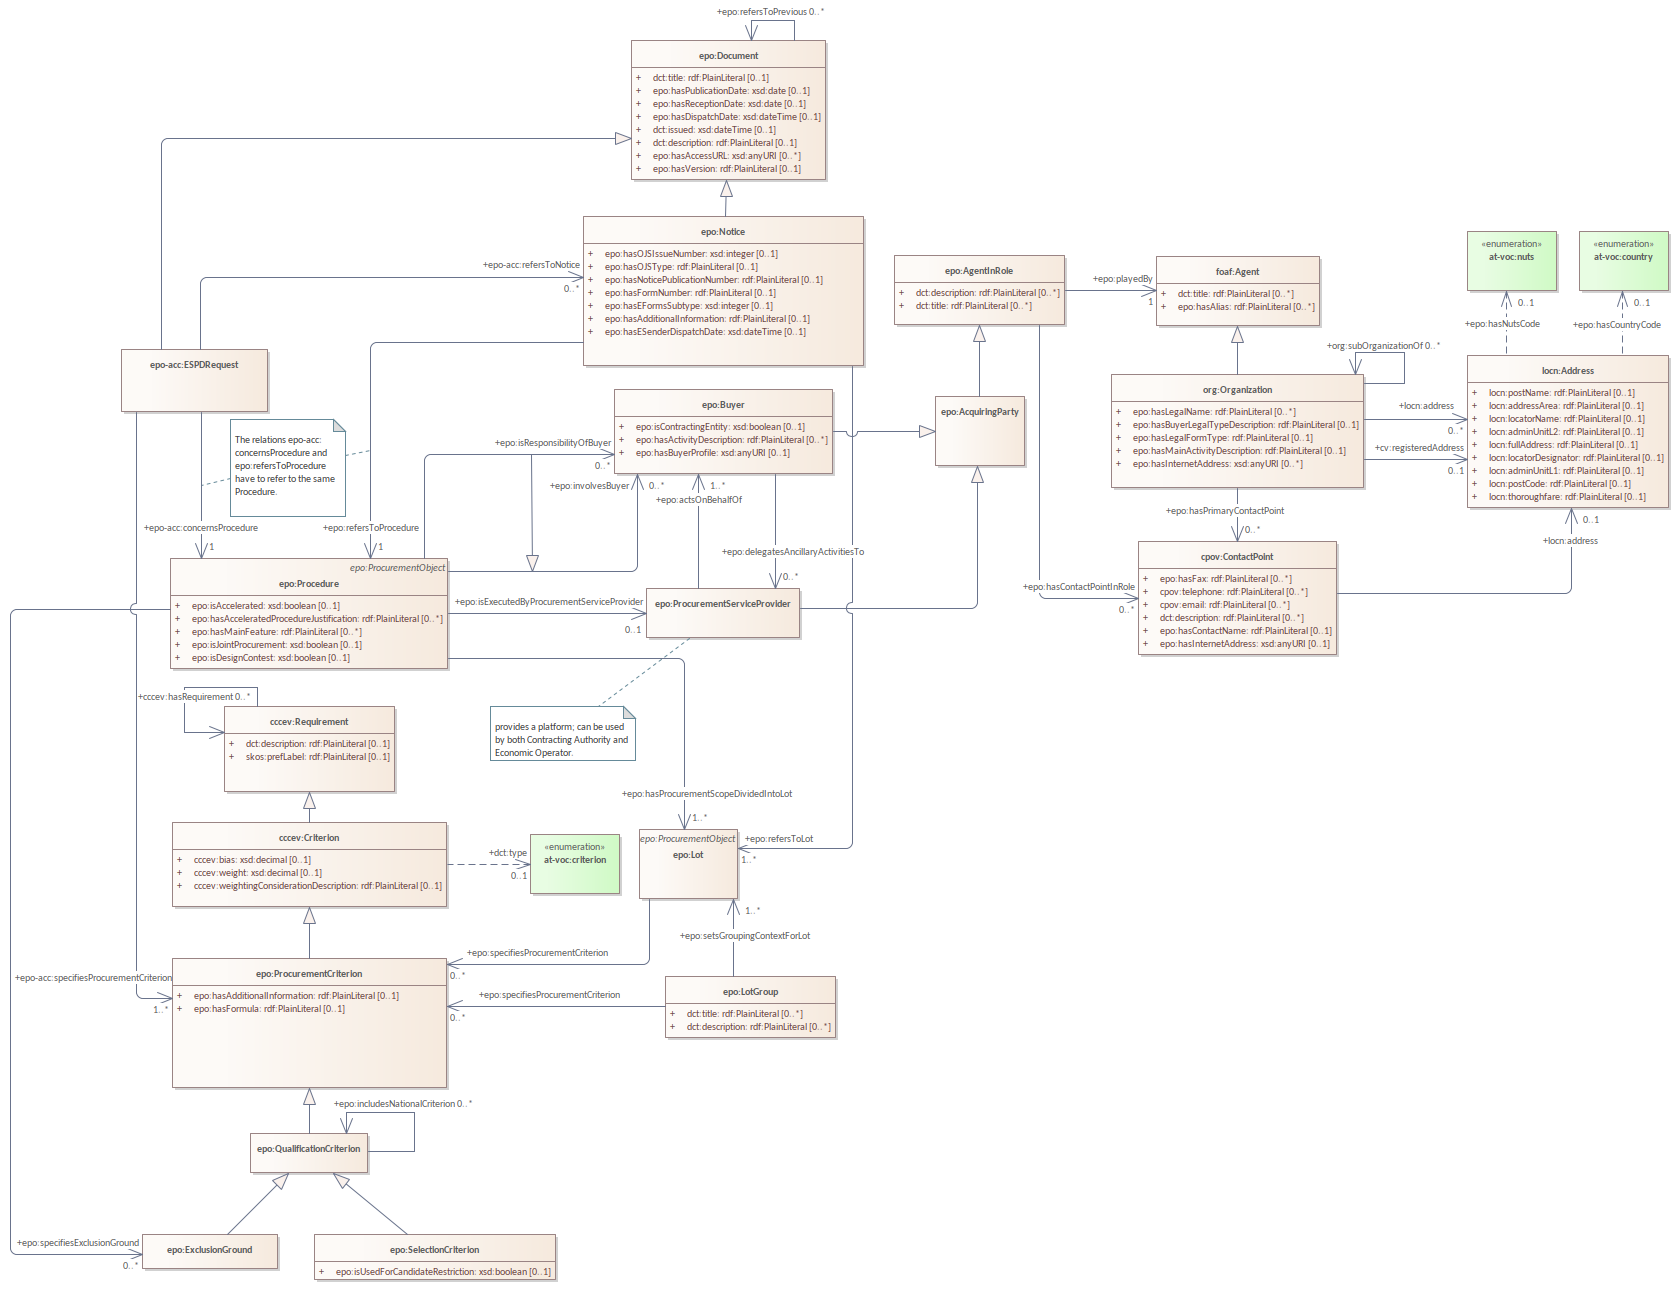 +epo:refersToPrevious 0..*
epo:Document
+ dct:title: rdf:PlainLiteral [0..1]
+ epo:hasPublicationDate: xsd:date [0..1]
+ epo:hasReceptionDate: xsd:date [0..1]
+ epo:hasDispatchDate: xsd:dateTime [0..1]
+ dct:issued: xsd:dateTime [0..1]
+ dct:description: rdf:PlainLiteral [0..1]
+ epo:hasAccessURL: xsd:anyURI [0..*]
+ epo:hasVersion: rdf:PlainLiteral [0..1]
epo:Notice
+ epo:hasOJSIssueNumber: xsd:integer [0..1]
+ epo:hasOJSType: rdf:PlainLiteral [0..1]
+ epo:hasNoticePublicationNumber: rdf:PlainLiteral [0..1]
+ epo:hasFormNumber: rdf:PlainLiteral [0..1]
+ epo:hasEFormsSubtype: xsd:integer [0..1]
+ epo:hasAdditionalInformation: rdf:PlainLiteral [0..1]
+ epo:hasESenderDispatchDate: xsd:dateTime [0..1]
+epo-acc:refersToNotice
0..*
epo:AgentInRole
+ dct:description: rdf:PlainLiteral [0..*]
+ dct:title: rdf:PlainLiteral [0..*]
+epo:playedBy
1
foaf:Agent
+ dct:title: rdf:PlainLiteral [0..*]
+ epo:hasAlias: rdf:PlainLiteral [0..*]
«enumeration»
at-voc:nuts
«enumeration»
at-voc:country
0..1
+epo:hasNutsCode
0..1
+epo:hasCountryCode
+org:subOrganizationOf 0..*
epo-acc:ESPDRequest
org:Organization
+ epo:hasLegalName: rdf:PlainLiteral [0..*]
+ epo:hasBuyerLegalTypeDescription: rdf:PlainLiteral [0..1]
+ epo:hasLegalFormType: rdf:PlainLiteral [0..1]
+ epo:hasMainActivityDescription: rdf:PlainLiteral [0..1]
+ epo:hasInternetAddress: xsd:anyURI [0..*]
+locn:address
0..*
+cv:registeredAddress
0..1
locn:Address
+ locn:postName: rdf:PlainLiteral [0..1]
+ locn:addressArea: rdf:PlainLiteral [0..1]
+ locn:locatorName: rdf:PlainLiteral [0..1]
+ locn:adminUnitL2: rdf:PlainLiteral [0..1]
+ locn:fullAddress: rdf:PlainLiteral [0..1]
+ locn:locatorDesignator: rdf:PlainLiteral [0..1]
+ locn:adminUnitL1: rdf:PlainLiteral [0..1]
+ locn:postCode: rdf:PlainLiteral [0..1]
+ locn:thoroughfare: rdf:PlainLiteral [0..1]
epo:Buyer
+ epo:isContractingEntity: xsd:boolean [0..1]
+ epo:hasActivityDescription: rdf:PlainLiteral [0..*]
+ epo:hasBuyerProfile: xsd:anyURI [0..1]
epo:AcquiringParty
The relations epo-acc:
concernsProcedure and
epo:refersToProcedure
have to refer to the same
Procedure.
+epo:isResponsibilityOfBuyer
0..*
+epo:involvesBuyer
0..*
1..*
+epo:actsOnBehalfOf
+epo:hasPrimaryContactPoint
0..*
0..1
+locn:address
+epo-acc:concernsProcedure
1
+epo:refersToProcedure
1
+epo:delegatesAncillaryActivitiesTo
0..*
cpov:ContactPoint
+ epo:hasFax: rdf:PlainLiteral [0..*]
+ cpov:telephone: rdf:PlainLiteral [0..*]
+ cpov:email: rdf:PlainLiteral [0..*]
+ dct:description: rdf:PlainLiteral [0..*]
+ epo:hasContactName: rdf:PlainLiteral [0..1]
+ epo:hasInternetAddress: xsd:anyURI [0..1]
+epo:hasContactPointInRole
0..*
epo:ProcurementObject
epo:Procedure
+ epo:isAccelerated: xsd:boolean [0..1]
+ epo:hasAcceleratedProcedureJustification: rdf:PlainLiteral [0..*]
+ epo:hasMainFeature: rdf:PlainLiteral [0..*]
+ epo:isJointProcurement: xsd:boolean [0..1]
+ epo:isDesignContest: xsd:boolean [0..1]
+epo:isExecutedByProcurementServiceProvider
0..1
epo:ProcurementServiceProvider
+cccev:hasRequirement 0..*
cccev:Requirement
+ dct:description: rdf:PlainLiteral [0..1]
+ skos:prefLabel: rdf:PlainLiteral [0..1]
provides a platform; can be used
by both Contracting Authority and
Economic Operator.
+epo:hasProcurementScopeDividedIntoLot
1..*
cccev:Criterion
+ cccev:bias: xsd:decimal [0..1]
+ cccev:weight: xsd:decimal [0..1]
+ cccev:weightingConsiderationDescription: rdf:PlainLiteral [0..1]
+dct:type
0..1
«enumeration»
at-voc:criterion
epo:ProcurementObject
epo:Lot
+epo:refersToLot
1..*
1..*
+epo:setsGroupingContextForLot
+epo:specifiesProcurementCriterion
0..*
+epo-acc:specifiesProcurementCriterion
1..*
epo:ProcurementCriterion
+ epo:hasAdditionalInformation: rdf:PlainLiteral [0..1]
+ epo:hasFormula: rdf:PlainLiteral [0..1]
+epo:specifiesProcurementCriterion
0..*
epo:LotGroup
+ dct:title: rdf:PlainLiteral [0..*]
+ dct:description: rdf:PlainLiteral [0..*]
+epo:includesNationalCriterion 0..*
epo:QualificationCriterion
+epo:specifiesExclusionGround
0..*
epo:ExclusionGround
epo:SelectionCriterion
+ epo:isUsedForCandidateRestriction: xsd:boolean [0..1]